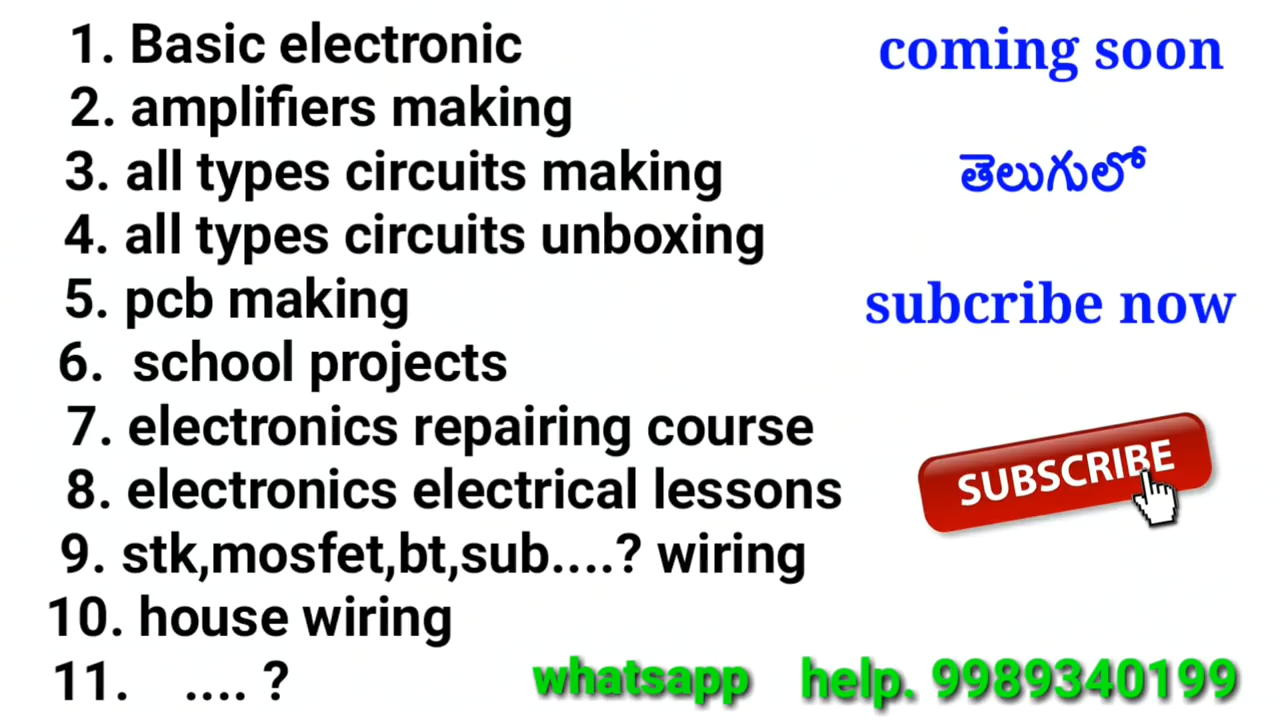 1. Basic electronic
2. amplifiers making
3. all types circuits making
4. all types circuits unboxing
5. pcb making
6. school projects
7. electronics repairing course
8. electronics electrical lessons
9. stk,mosfet,bt,sub....? wiring
10. house wiring
11. .... ?
coming soon
తెలుగులో
subcribe now
SUBSCRIBE
whatsapp help. 9989340199